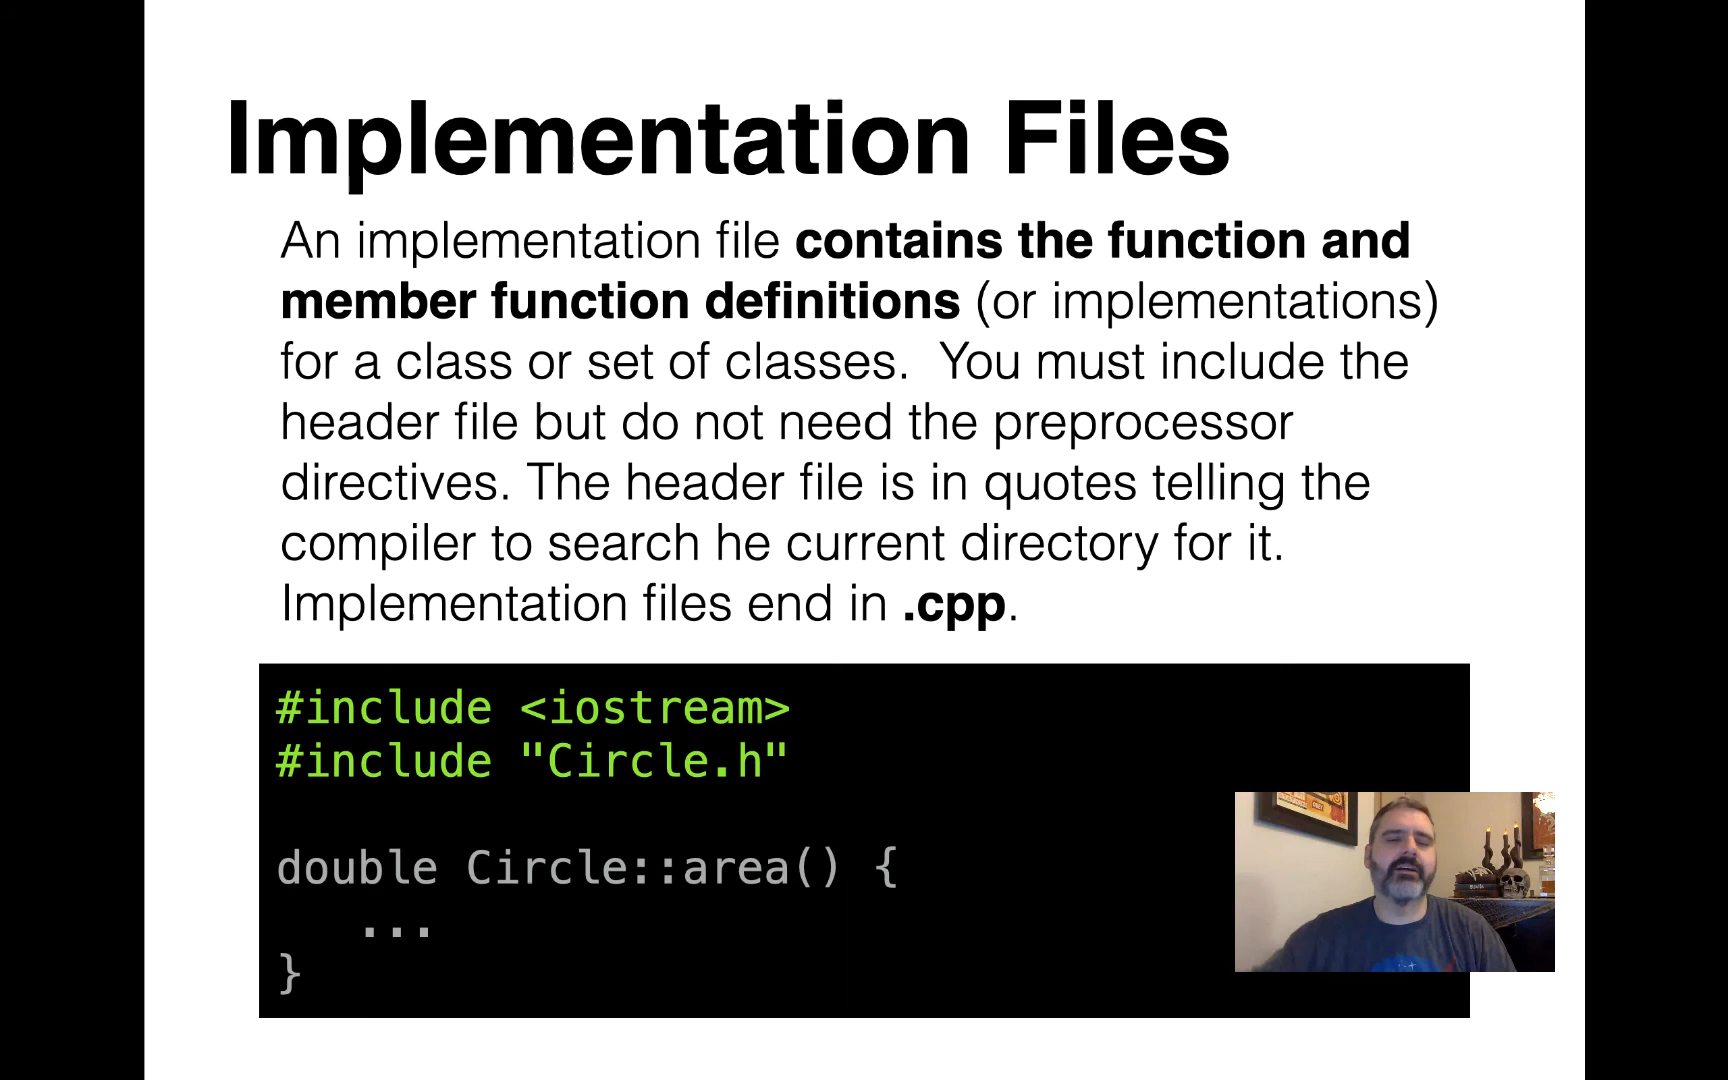 Implementation Files
An implementation file contains the function and
member function definitions (or implementations)
for a class or set of classes.  You must include the
header file but do not need the preprocessor
directives. The header file is in quotes telling the
compiler to search he current directory for it.
Implementation files end in .cpp.
#include <iostream>
#include "Circle.h"
double Circle::area() {
...
}